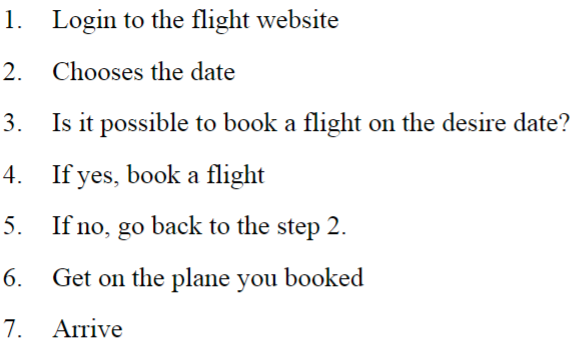 1. Login to the flight website
2. Chooses the date
3. Is it possible to book a flight on the desire date?
4. If yes, book a flight
5. If no, go back to the step 2.
6. Get on the plane you booked
7. Arrive